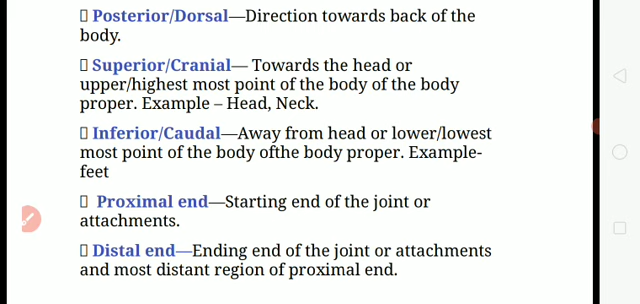 ▯ Posterior/Dorsal—Direction towards back of the
body.
▯ Superior/Cranial— Towards the head or
upper/highest most point of the body of the body
proper. Example – Head, Neck.
▯ Inferior/Caudal—Away from head or lower/lowest
most point of the body ofthe body proper. Example-
feet
▯ Proximal end—Starting end of the joint or
attachments.
▯ Distal end—Ending end of the joint or attachments
and most distant region of proximal end.